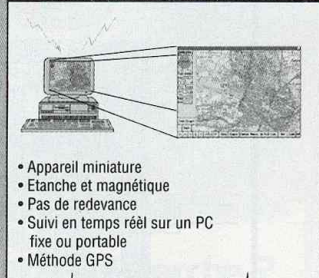 • Appareil miniature
• Etanche et magnétique
• Pas de redevance
• Suivi en temps réèl sur un PC
fixe ou portable
• Méthode GPS